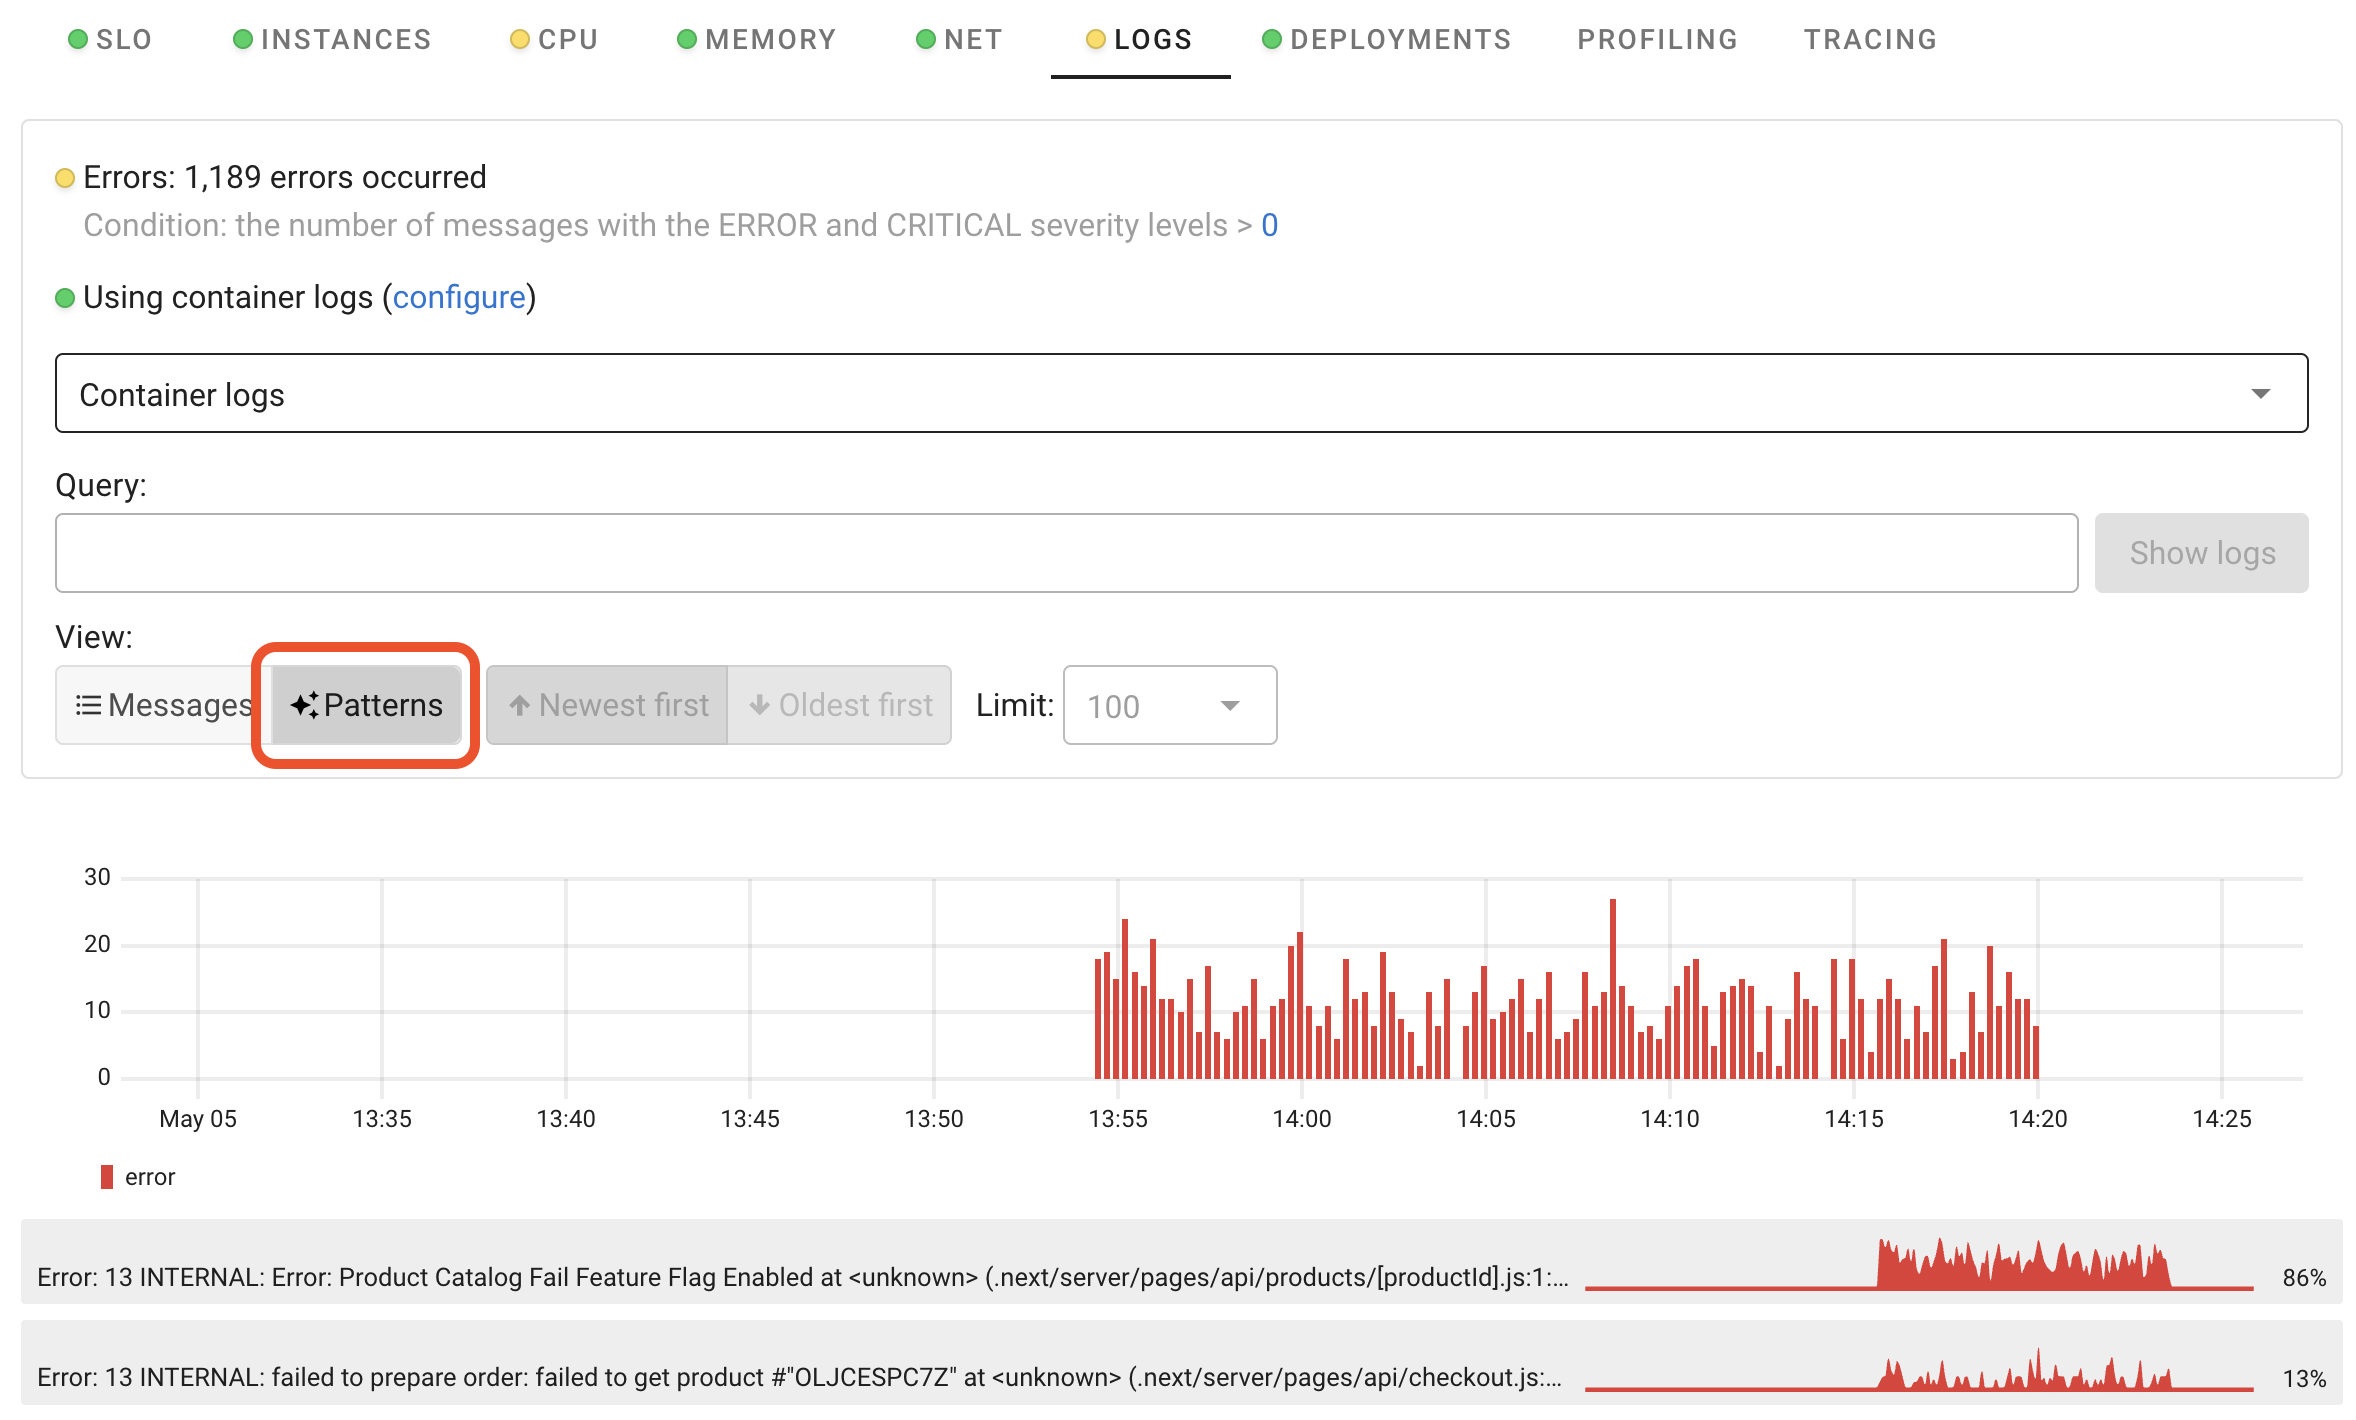 SLO INSTANCES CPU MEMORY NET LOGS DEPLOYMENTS PROFILING TRACING
Errors: 1,189 errors occurred
Condition: the number of messages with the ERROR and CRITICAL severity levels > 0
Using container logs (configure)
Container logs
Query:
Show logs
View:
Messages Patterns Newest first Oldest first Limit: 100
30
20
10
0
May 05 13:35 13:40 13:45 13:50 13:55 14:00 14:05 14:10 14:15 14:20 14:25
error
Error: 13 INTERNAL: Error: Product Catalog Fail Feature Flag Enabled at <unknown> (.next/server/pages/api/products/[productId].js:1:... 86%
Error: 13 INTERNAL: failed to prepare order: failed to get product #"OLJCESPC7Z" at <unknown> (.next/server/pages/api/checkout.js:... 13%